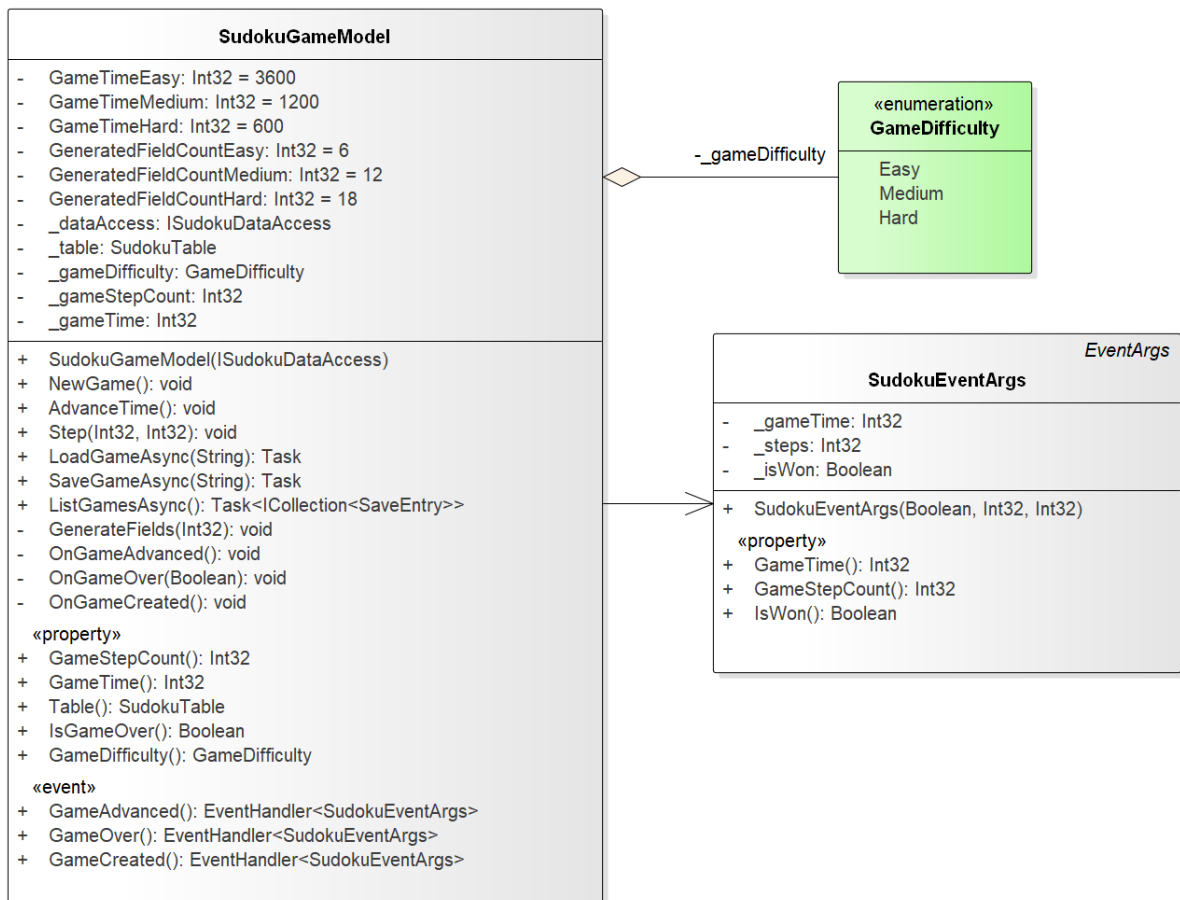 SudokuGameModel
- GameTimeEasy: Int32 = 3600
- GameTimeMedium: Int32 = 1200
- GameTimeHard: Int32 = 600
- GeneratedFieldCountEasy: Int32 = 6
- GeneratedFieldCountMedium: Int32 = 12
- GeneratedFieldCountHard: Int32 = 18
- _dataAccess: ISudokuDataAccess
- _table: SudokuTable
- _gameDifficulty: GameDifficulty
- _gameStepCount: Int32
- _gameTime: Int32
+ SudokuGameModel(ISudokuDataAccess)
+ NewGame(): void
+ AdvanceTime(): void
+ Step(Int32, Int32): void
+ LoadGameAsync(String): Task
+ SaveGameAsync(String): Task
+ ListGamesAsync(): Task<ICollection<SaveEntry>>
- GenerateFields(Int32): void
- OnGameAdvanced(): void
- OnGameOver(Boolean): void
- OnGameCreated(): void
«property»
+ GameStepCount(): Int32
+ GameTime(): Int32
+ Table(): SudokuTable
+ IsGameOver(): Boolean
+ GameDifficulty(): GameDifficulty
«event»
+ GameAdvanced(): EventHandler<SudokuEventArgs>
+ GameOver(): EventHandler<SudokuEventArgs>
+ GameCreated(): EventHandler<SudokuEventArgs>
-_gameDifficulty
«enumeration»
GameDifficulty
Easy
Medium
Hard
EventArgs
SudokuEventArgs
- _gameTime: Int32
- _steps: Int32
- _isWon: Boolean
+ SudokuEventArgs(Boolean, Int32, Int32)
«property»
+ GameTime(): Int32
+ GameStepCount(): Int32
+ IsWon(): Boolean